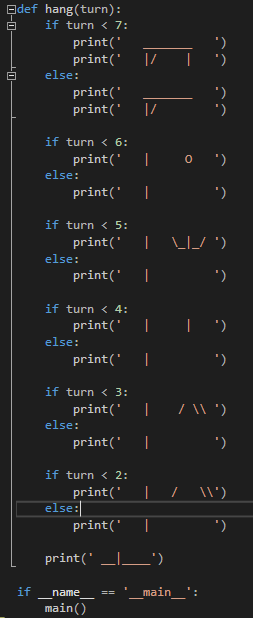 def hang(turn):
    if turn < 7:
        print('   _______   ')
        print('   |/    |   ')
    else:
        print('   _______   ')
        print('   |/        ')

    if turn < 6:
        print('   |     O   ')
    else:
        print('   |         ')

    if turn < 5:
        print('   |   \_|_/ ')
    else:
        print('   |         ')

    if turn < 4:
        print('   |     |   ')
    else:
        print('   |         ')

    if turn < 3:
        print('   |    / \\ ')
    else:
        print('   |         ')

    if turn < 2:
        print('   |   /   \\')
    else:
        print('   |         ')

    print(' __|____')

if __name__ == '__main__':
    main()